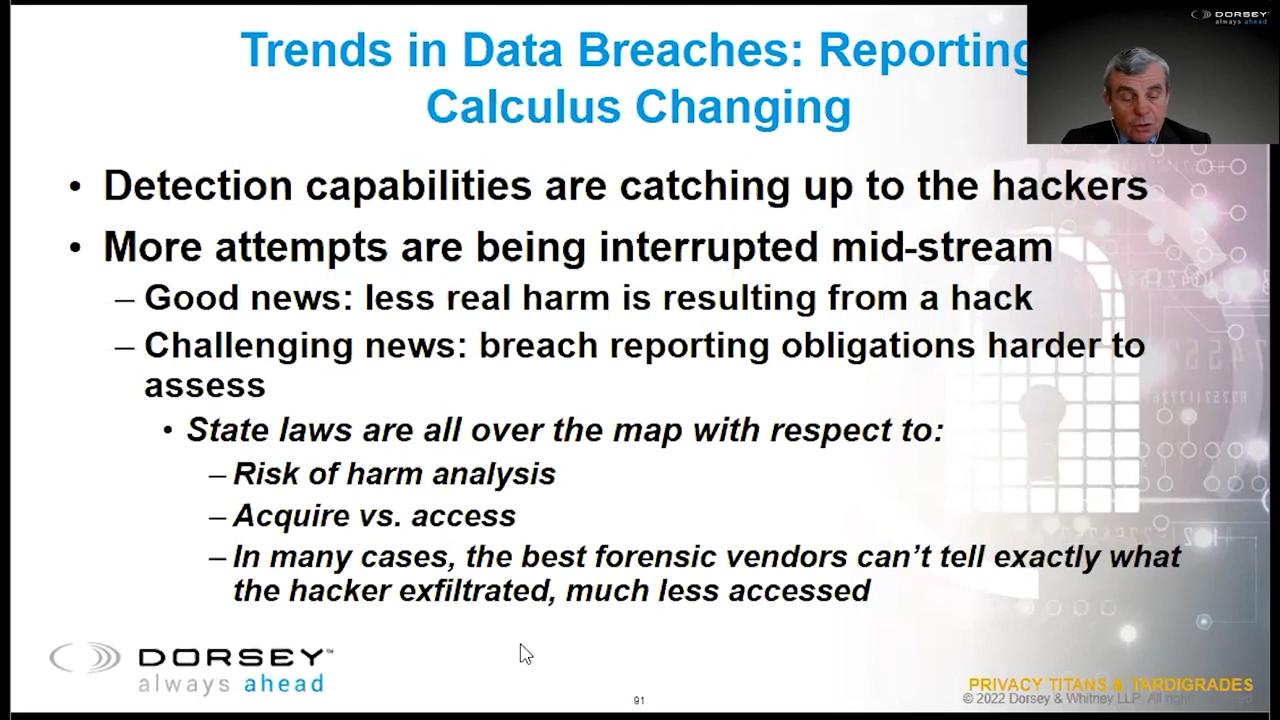 DORSEY
always ahead
Trends in Data Breaches: Reporting
Calculus Changing
• Detection capabilities are catching up to the hackers
• More attempts are being interrupted mid-stream
– Good news: less real harm is resulting from a hack
– Challenging news: breach reporting obligations harder to
assess
• State laws are all over the map with respect to:
– Risk of harm analysis
– Acquire vs. access
– In many cases, the best forensic vendors can’t tell exactly what
the hacker exfiltrated, much less accessed
DORSEY™
always ahead
91
PRIVACY TITANS & TARDIGRADES
© 2022 Dorsey & Whitney LLP. All rights reserved